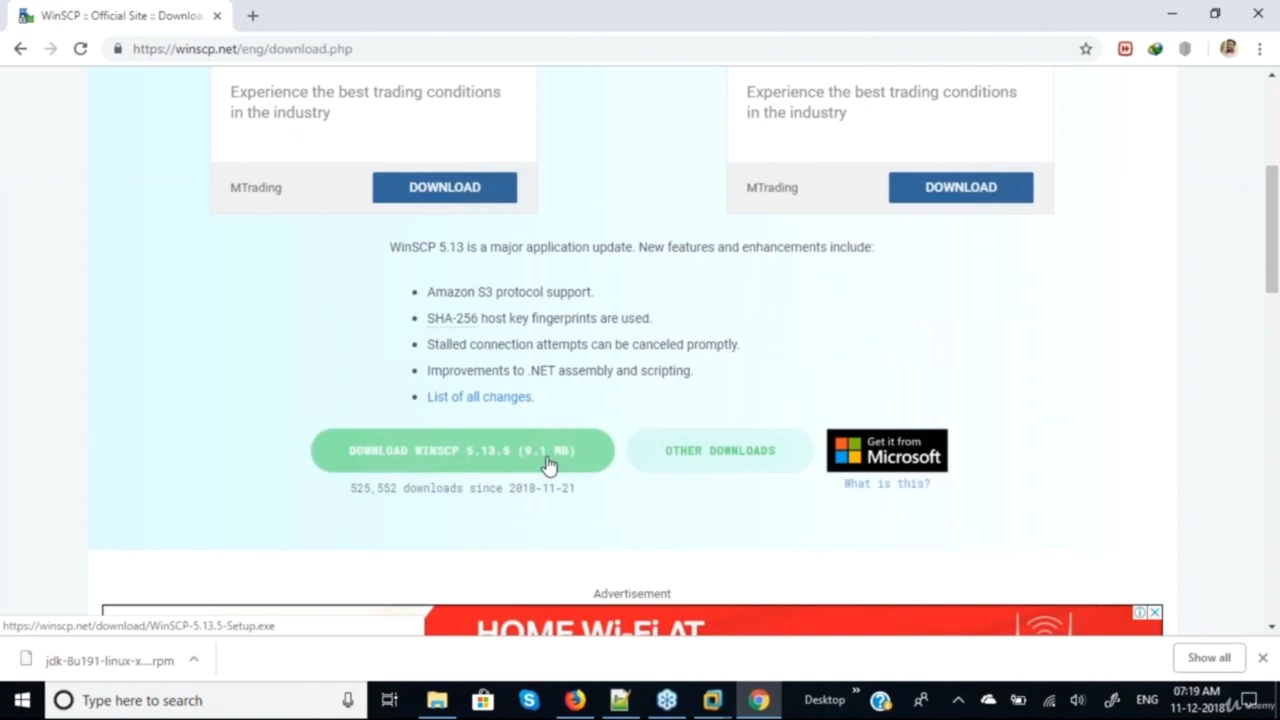 WinSCP :: Official Site :: Downloa
https://winscp.net/eng/download.php
Experience the best trading conditions
in the industry
MTrading
DOWNLOAD
Experience the best trading conditions
in the industry
MTrading
DOWNLOAD
WinSCP 5.13 is a major application update. New features and enhancements include:
Amazon S3 protocol support.
SHA-256 host key fingerprints are used.
Stalled connection attempts can be canceled promptly.
Improvements to .NET assembly and scripting.
List of all changes.
DOWNLOAD WINSCP 5.13.5 (9.1 MB)
OTHER DOWNLOADS
Get it from
Microsoft
525,552 downloads since 2018-11-21
What is this?
Advertisement
HOME Wi-Fi AT
https://winscp.net/download/WinSCP-5.13.5-Setup.exe
jdk-8u191-linux-x....rpm
Show all
Type here to search
Desktop
ENG
07:19 AM
11-12-2018
Udemy